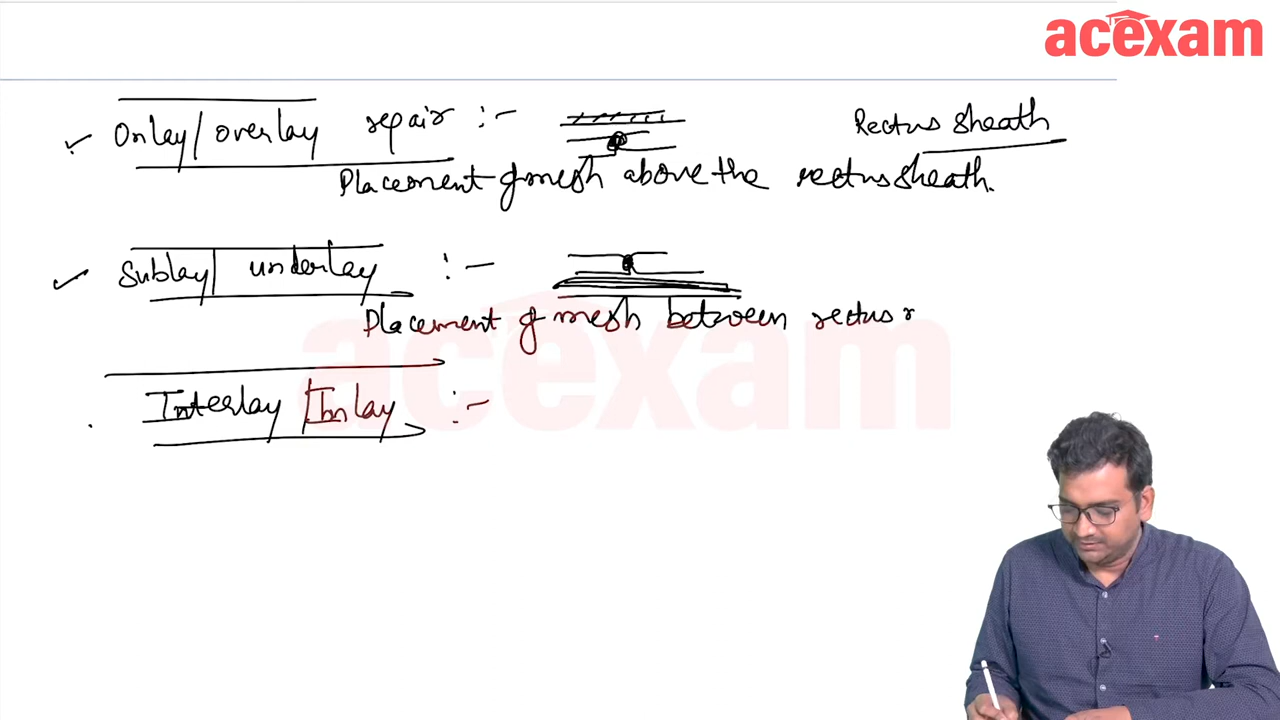 acexam
Onlay/overlay repair :-
Rectus sheath
Placement of mesh above the rectus sheath.
Sublay/ underlay :-
Placement of mesh between rectus r
Interlay /Inlay :-
acexam